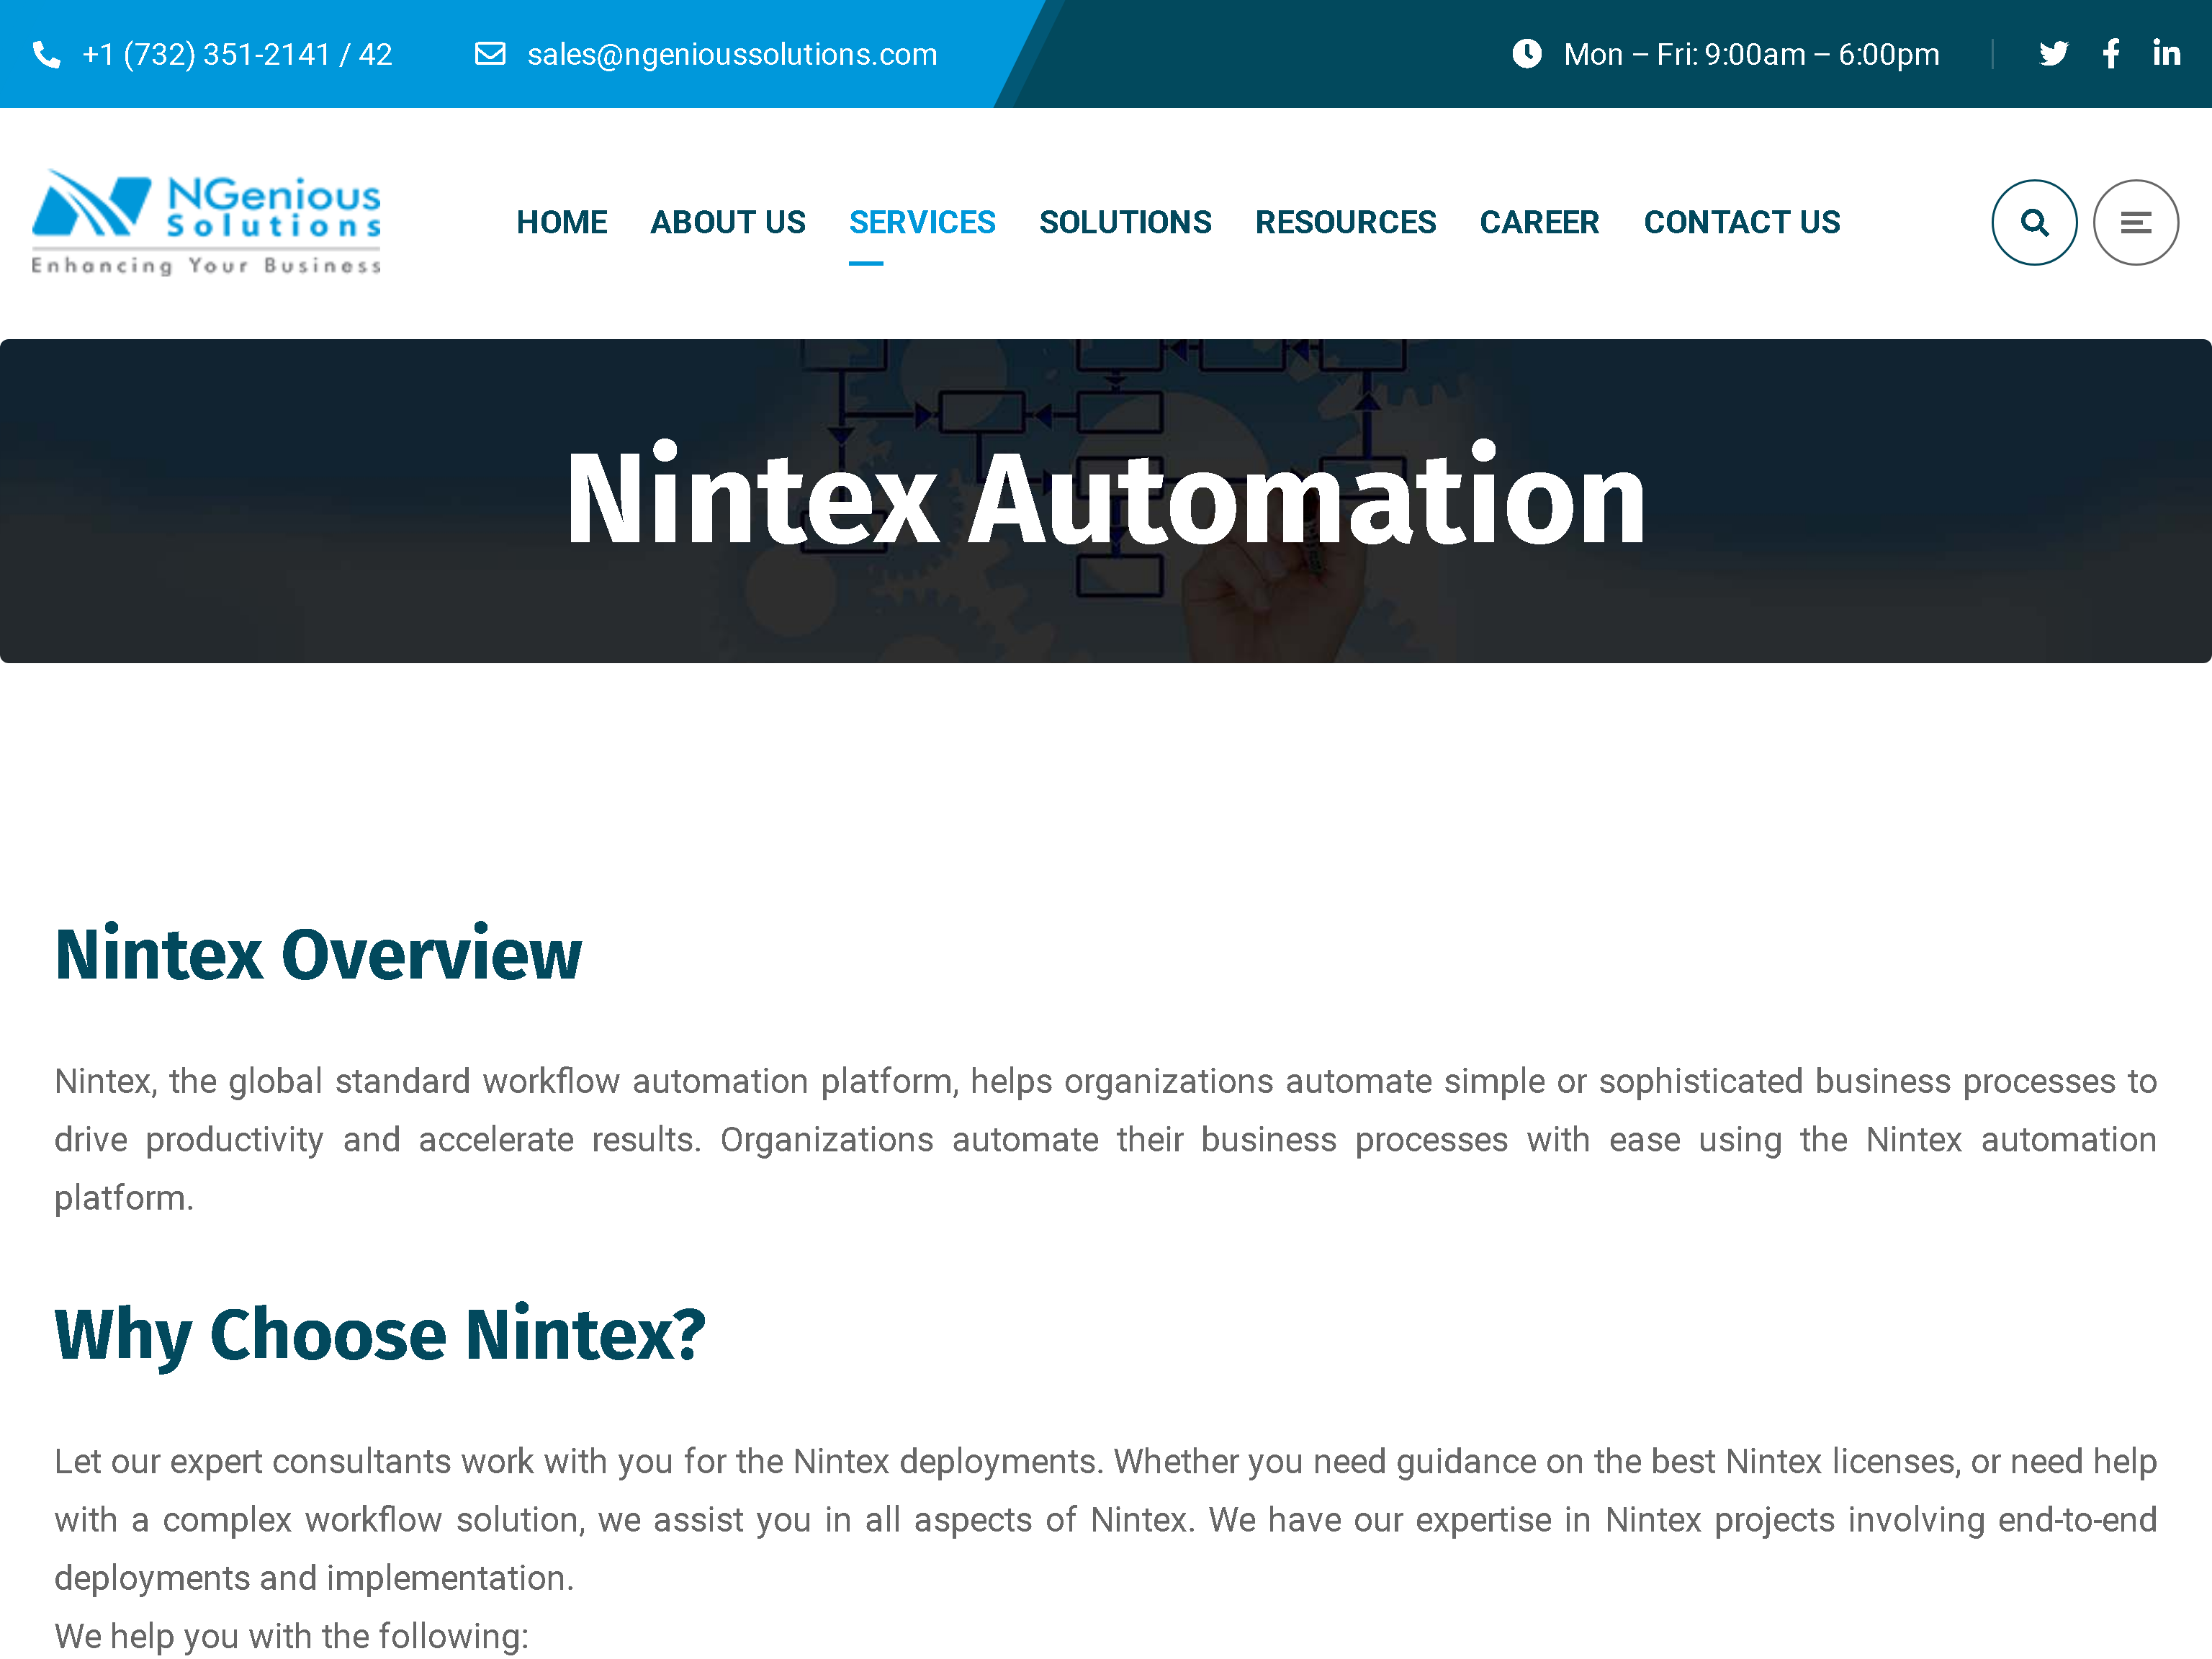 +1 (732) 351-2141 / 42
sales@ngenioussolutions.com
Mon – Fri: 9:00am – 6:00pm
NGenious
Solutions
Enhancing Your Business
HOME
ABOUT US
SERVICES
SOLUTIONS
RESOURCES
CAREER
CONTACT US
Nintex Automation
Nintex Overview
Nintex, the global standard workflow automation platform, helps organizations automate simple or sophisticated business processes to
drive productivity and accelerate results. Organizations automate their business processes with ease using the Nintex automation
platform.
Why Choose Nintex?
Let our expert consultants work with you for the Nintex deployments. Whether you need guidance on the best Nintex licenses, or need help
with a complex workflow solution, we assist you in all aspects of Nintex. We have our expertise in Nintex projects involving end-to-end
deployments and implementation.
We help you with the following: